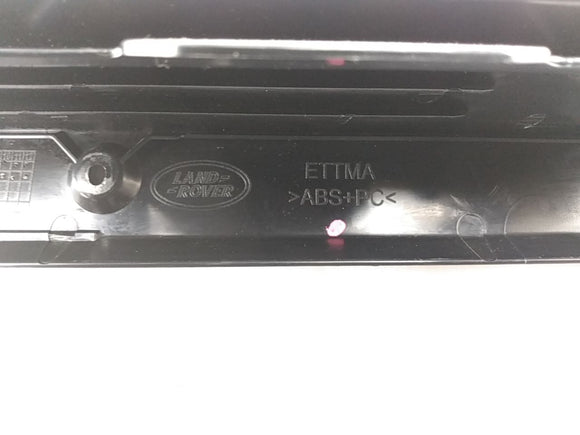 LAND-
-ROVER
ETTMA
>ABS+PC<